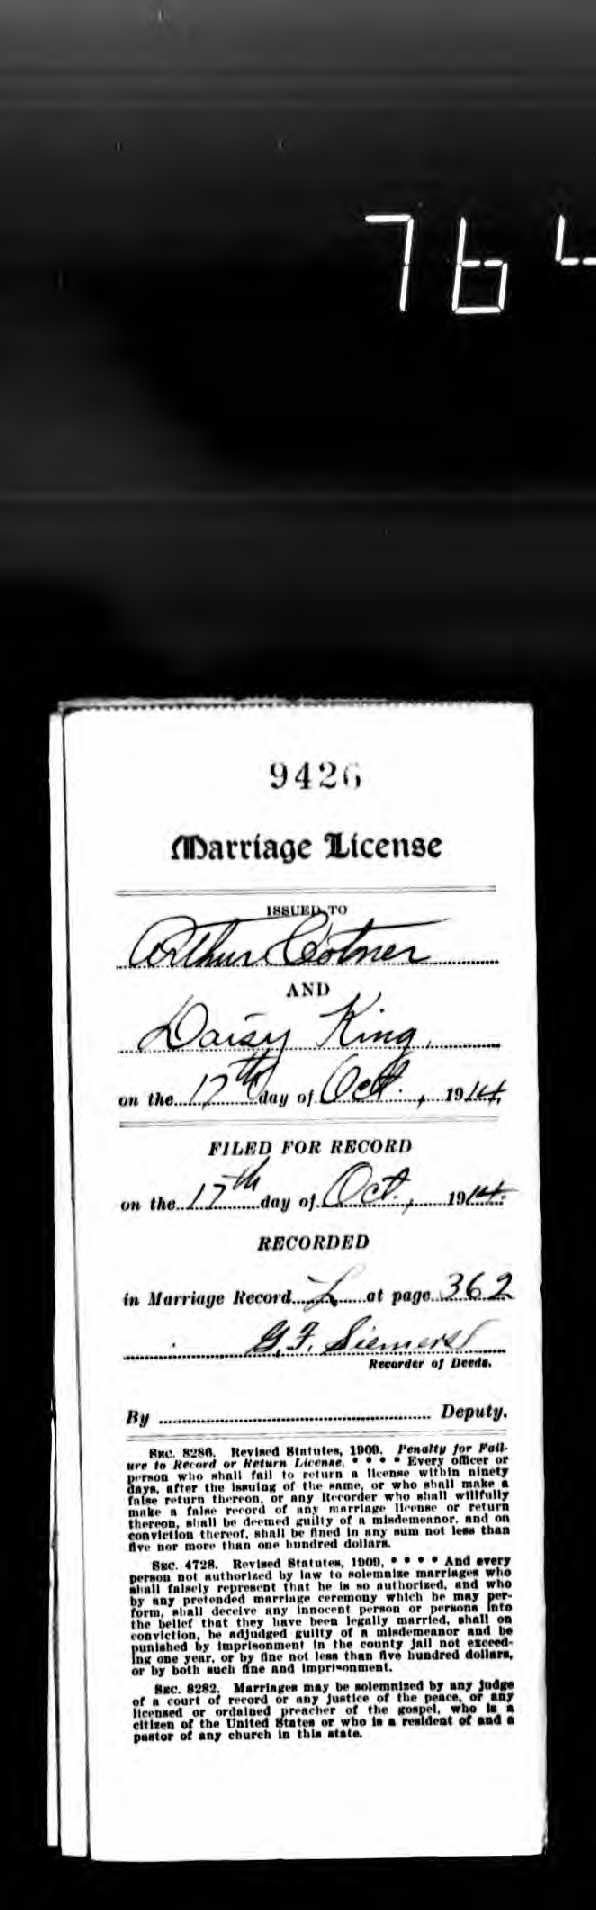 764
9426
Marriage License
ISSUED TO
Arthur Cotner
AND
Daisy King,
on the 17th day of Oct., 1914.
FILED FOR RECORD
on the 17th day of Oct., 1914.
RECORDED
in Marriage Record L at page 362
G. F. Siemers
Recorder of Deeds.
By Deputy.
SEC. 8286. Revised Statutes, 1909. Penalty for Fail-
ure to Record or Return License. * * * * Every officer or
person who shall fail to return a license within ninety
days, after the issuing of the same, or who shall make a
false return thereon, or any Recorder who shall willfully
make a false record of any marriage license or return
thereon, shall be deemed guilty of a misdemeanor, and on
conviction thereof, shall be fined in any sum not less than
five nor more than one hundred dollars.
SEC. 4728. Revised Statutes, 1909, * * * * And every
person not authorized by law to solemnize marriages who
shall falsely represent that he is so authorized, and who
by any pretended marriage ceremony which he may per-
form, shall deceive any innocent person or persons into
the belief that they have been legally married, shall on
conviction, be adjudged guilty of a misdemeanor and be
punished by imprisonment in the county jail not exceed-
ing one year, or by fine not less than five hundred dollars,
or by both such fine and imprisonment.
SEC. 8282. Marriages may be solemnized by any judge
of a court of record or any justice of the peace, or any
licensed or ordained preacher of the gospel, who is a
citizen of the United States or who is a resident of and a
pastor of any church in this state.